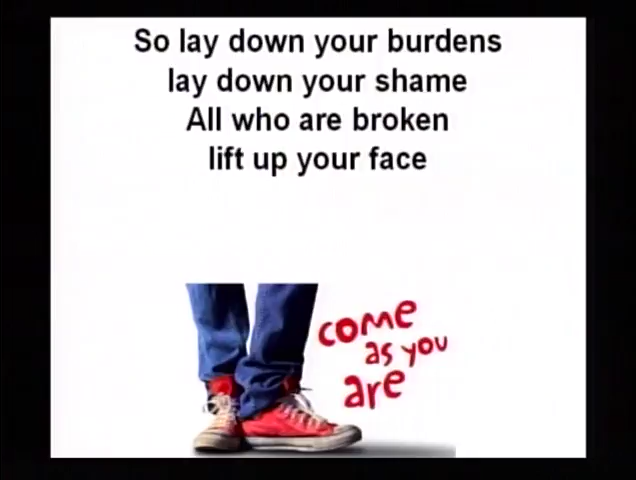 So lay down your burdens
lay down your shame
All who are broken
lift up your face
come
as you
are